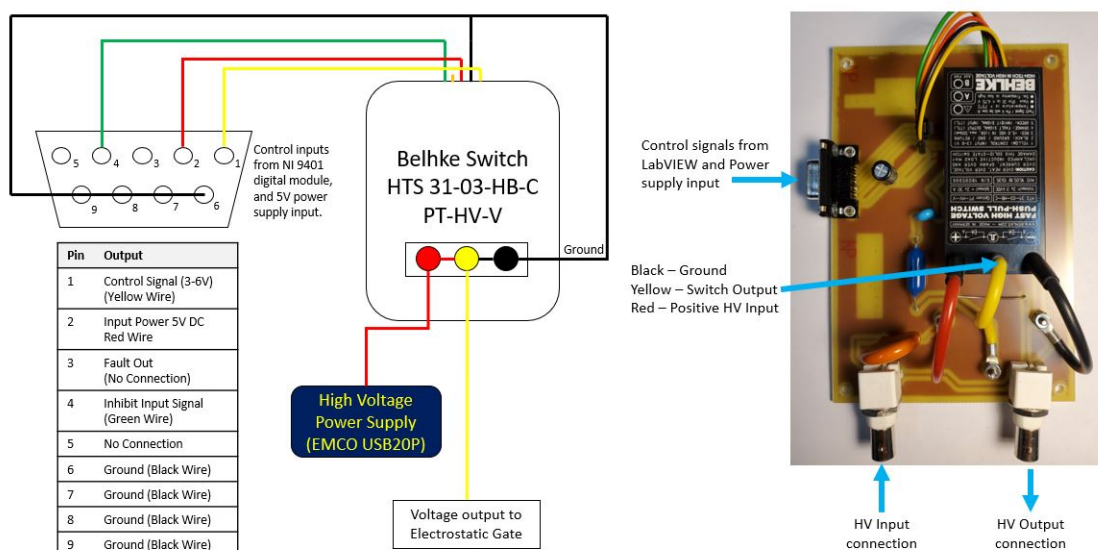 5
4
3
2
1
9
8
7
6
Control inputs
from NI 9401
digital module,
and 5V power
supply input.
Belhke Switch
HTS 31-03-HB-C
PT-HV-V
Ground
Pin Output
1 Control Signal (3-6V)
(Yellow Wire)
2 Input Power 5V DC
Red Wire
3 Fault Out
(No Connection)
4 Inhibit Input Signal
(Green Wire)
5 No Connection
6 Ground (Black Wire)
7 Ground (Black Wire)
8 Ground (Black Wire)
9 Ground (Black Wire)
High Voltage
Power Supply
(EMCO USB20P)
Voltage output to
Electrostatic Gate
Control signals from
LabVIEW and Power
supply input
Black – Ground
Yellow – Switch Output
Red – Positive HV Input
BEHLKE
FAST HIGH VOLTAGE
PUSH-PULL SWITCH
HV Input
connection
HV Output
connection